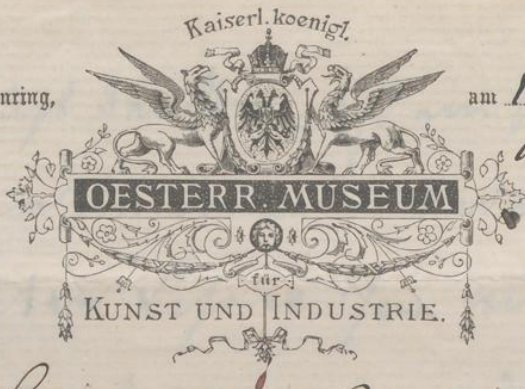 Kaiserl. koenigl.
nring,
am
OESTERR. MUSEUM
für
KUNST UND INDUSTRIE.